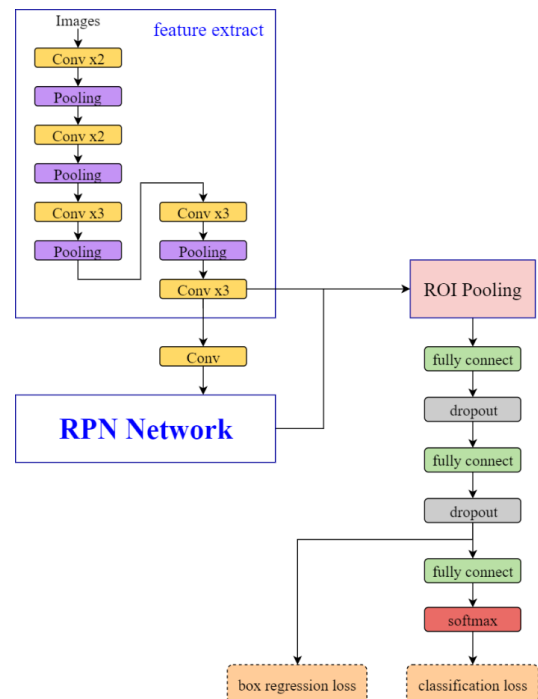 feature extract
Images
Conv x2
Pooling
Conv x2
Pooling
Conv x3
Pooling
Conv x3
Pooling
Conv x3
Conv
RPN Network
ROI Pooling
fully connect
dropout
fully connect
dropout
fully connect
softmax
box regression loss
classification loss